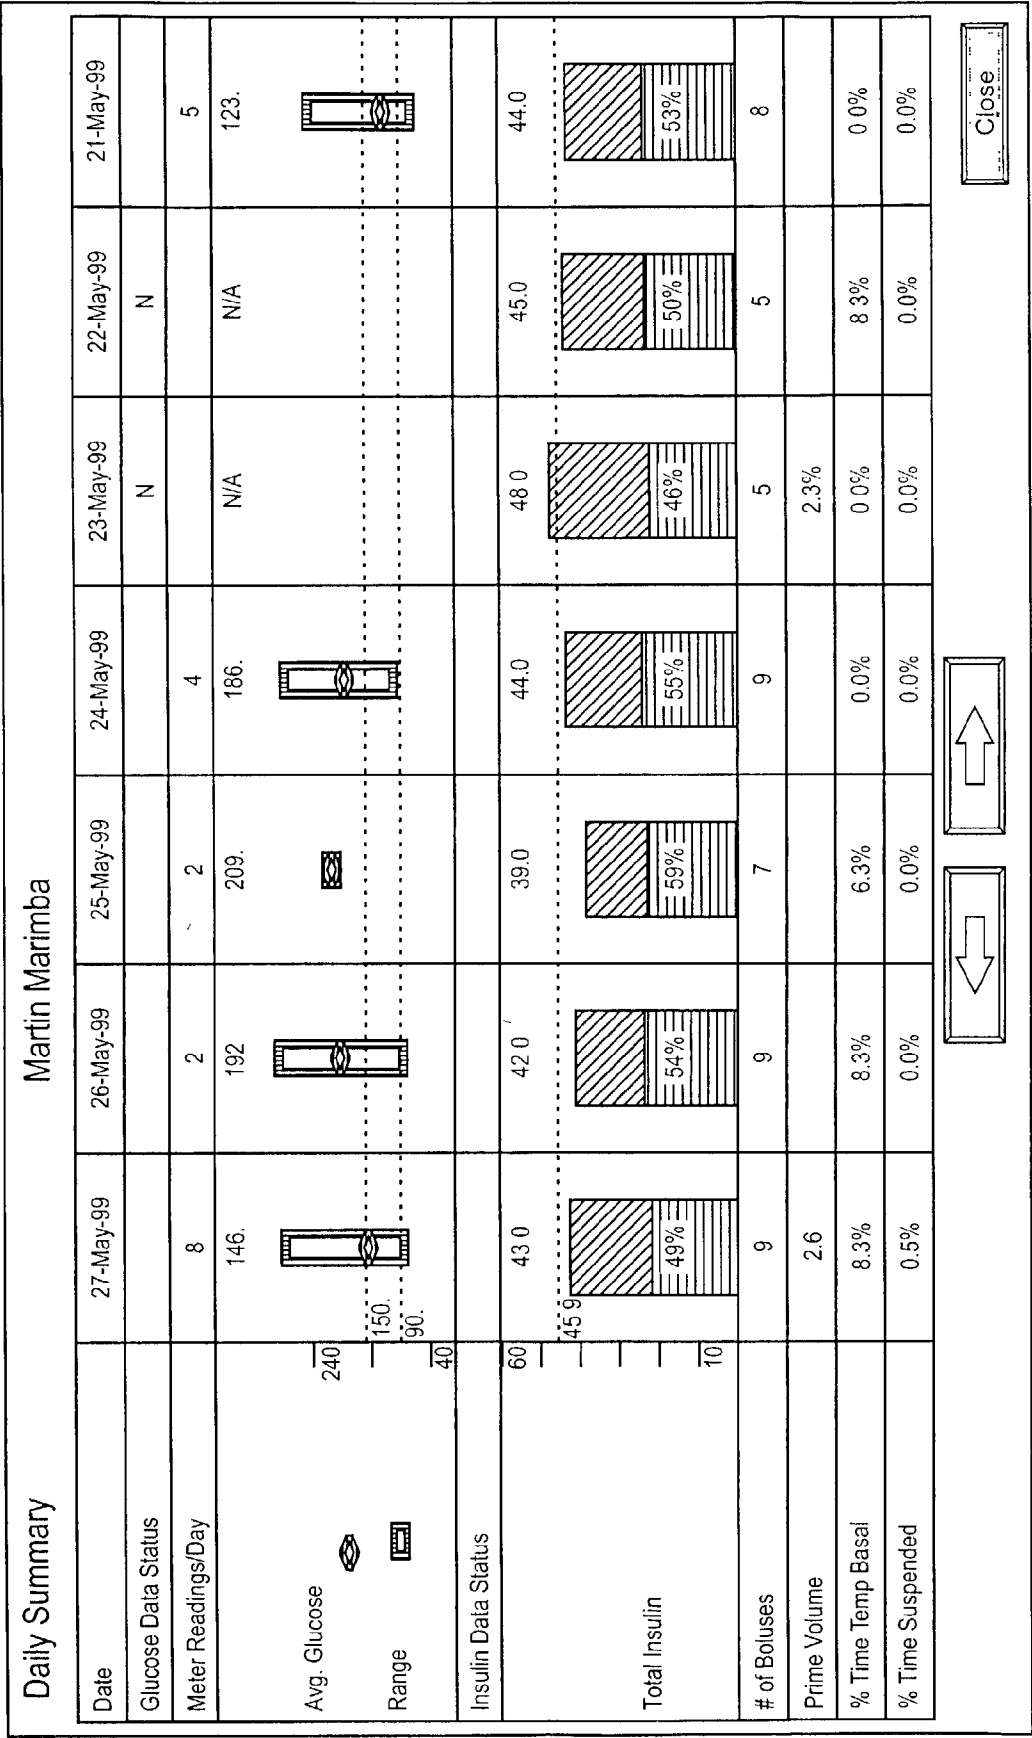 Daily Summary Martin Marimba
Date 27-May-99 26-May-99 25-May-99 24-May-99 23-May-99 22-May-99 21-May-99
Glucose Data Status N N
Meter Readings/Day 8 2 2 4 5
146. 192 209. 186. N/A N/A 123.
Avg. Glucose
Range
240
150.
90.
40
Insulin Data Status
43 0 42 0 39.0 44.0 48 0 45.0 44.0
60
45 9
Total Insulin
49% 54% 59% 55% 46% 50% 53%
10
# of Boluses 9 9 7 9 5 5 8
Prime Volume 2.6 2.3%
% Time Temp Basal 8.3% 8.3% 6.3% 0.0% 0 0% 8 3% 0 0%
% Time Suspended 0.5% 0.0% 0.0% 0.0% 0.0% 0.0% 0.0%
Close